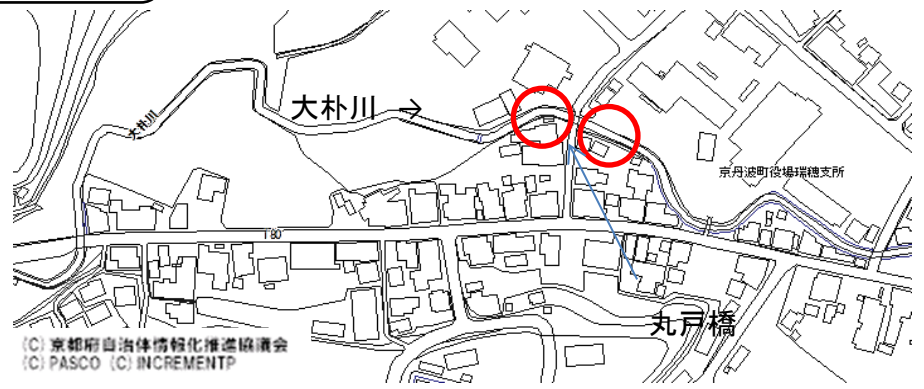 大朴川 →
大朴川
京丹波町役場瑞穂支所
180
丸戸橋
(C) 京都府自治体情報化推進協議会
(C) PASCO (C) INCREMENTP